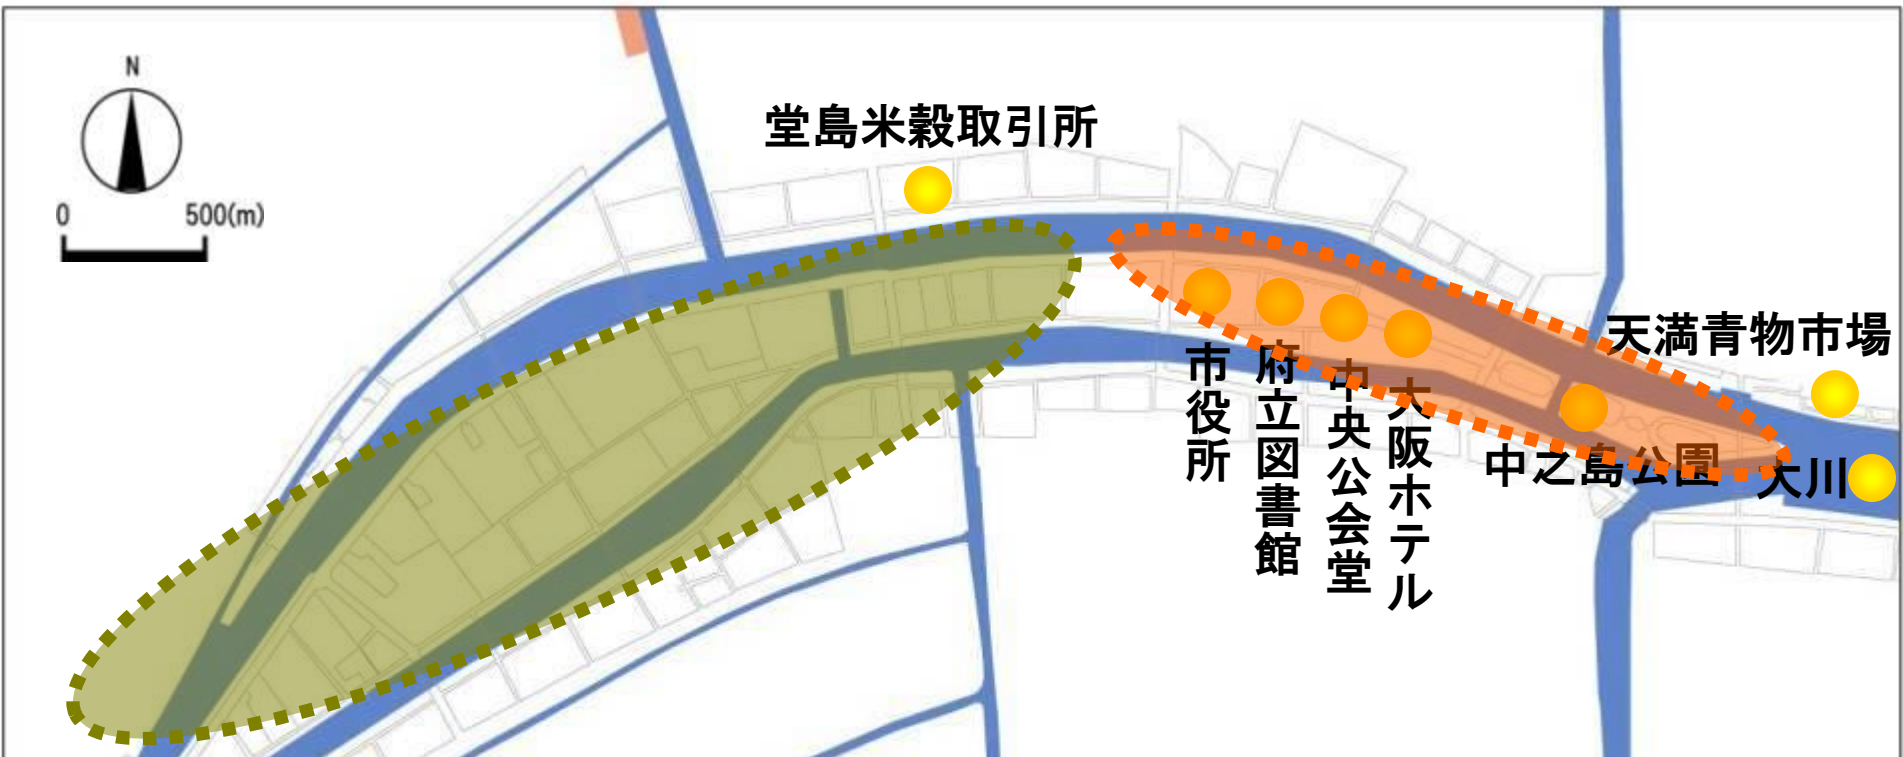 N
0 500(m)
堂島米穀取引所
天満青物市場
市役所
府立図書館
中央公会堂
大阪ホテル
中之島公園
大川